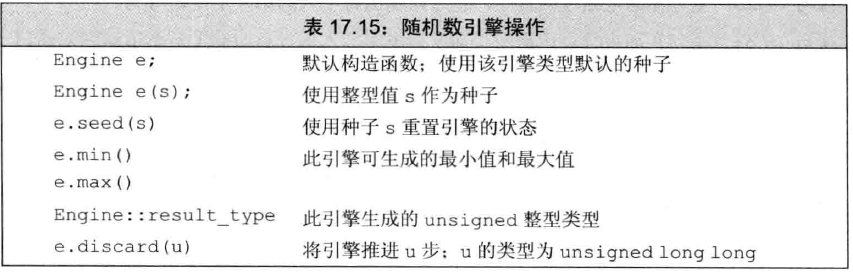 表 17.15：随机数引擎操作
Engine e; 默认构造函数；使用该引擎类型默认的种子
Engine e(s); 使用整型值 s 作为种子
e.seed(s) 使用种子 s 重置引擎的状态
e.min() 此引擎可生成的最小值和最大值
e.max()
Engine::result_type 此引擎生成的 unsigned 整型类型
e.discard(u) 将引擎推进 u 步；u 的类型为 unsigned long long